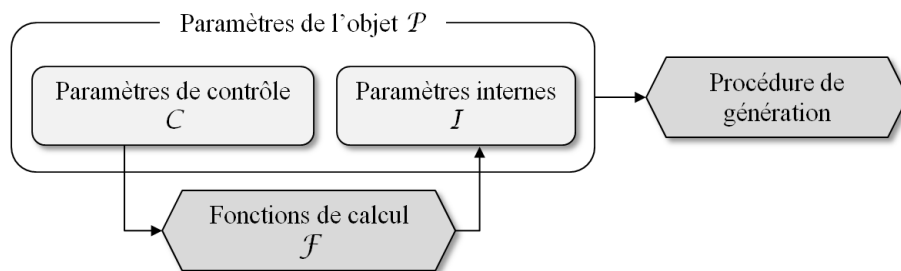 Paramètres de l’objet 𝒫
Paramètres de contrôle
C
Paramètres internes
I
Procédure de
génération
Fonctions de calcul
ℱ